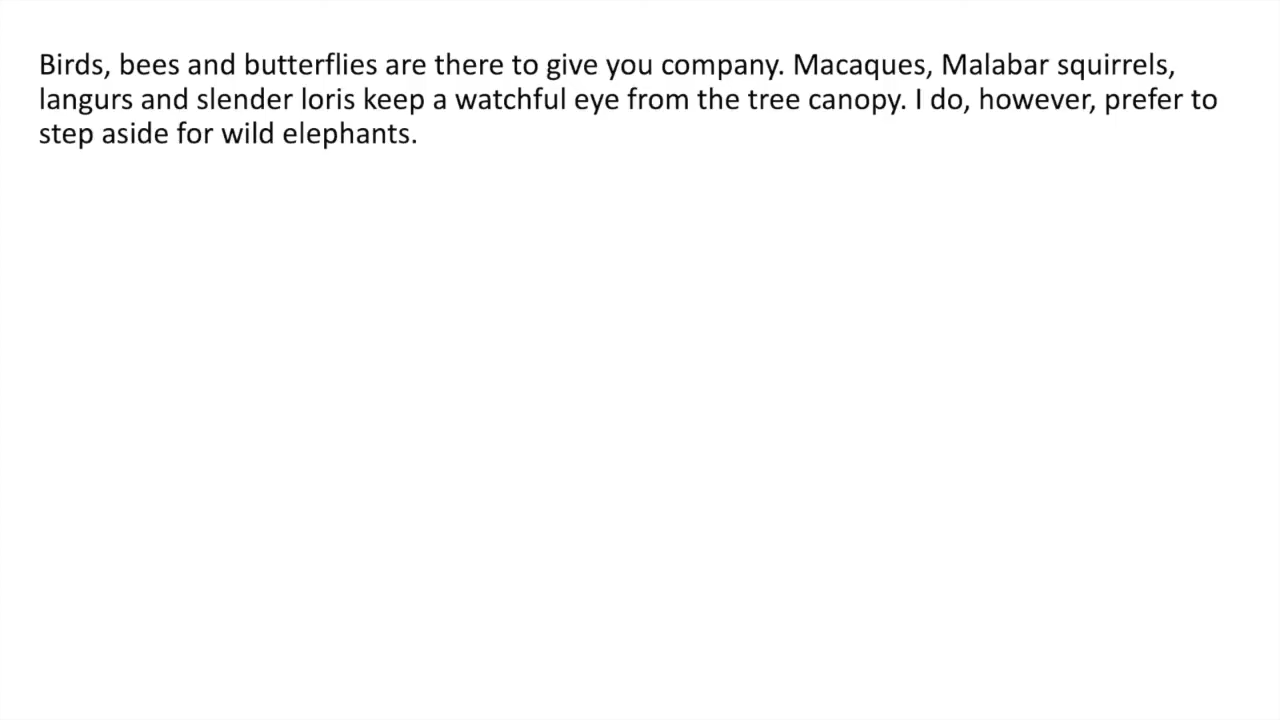 Birds, bees and butterflies are there to give you company. Macaques, Malabar squirrels,
langurs and slender loris keep a watchful eye from the tree canopy. I do, however, prefer to
step aside for wild elephants.